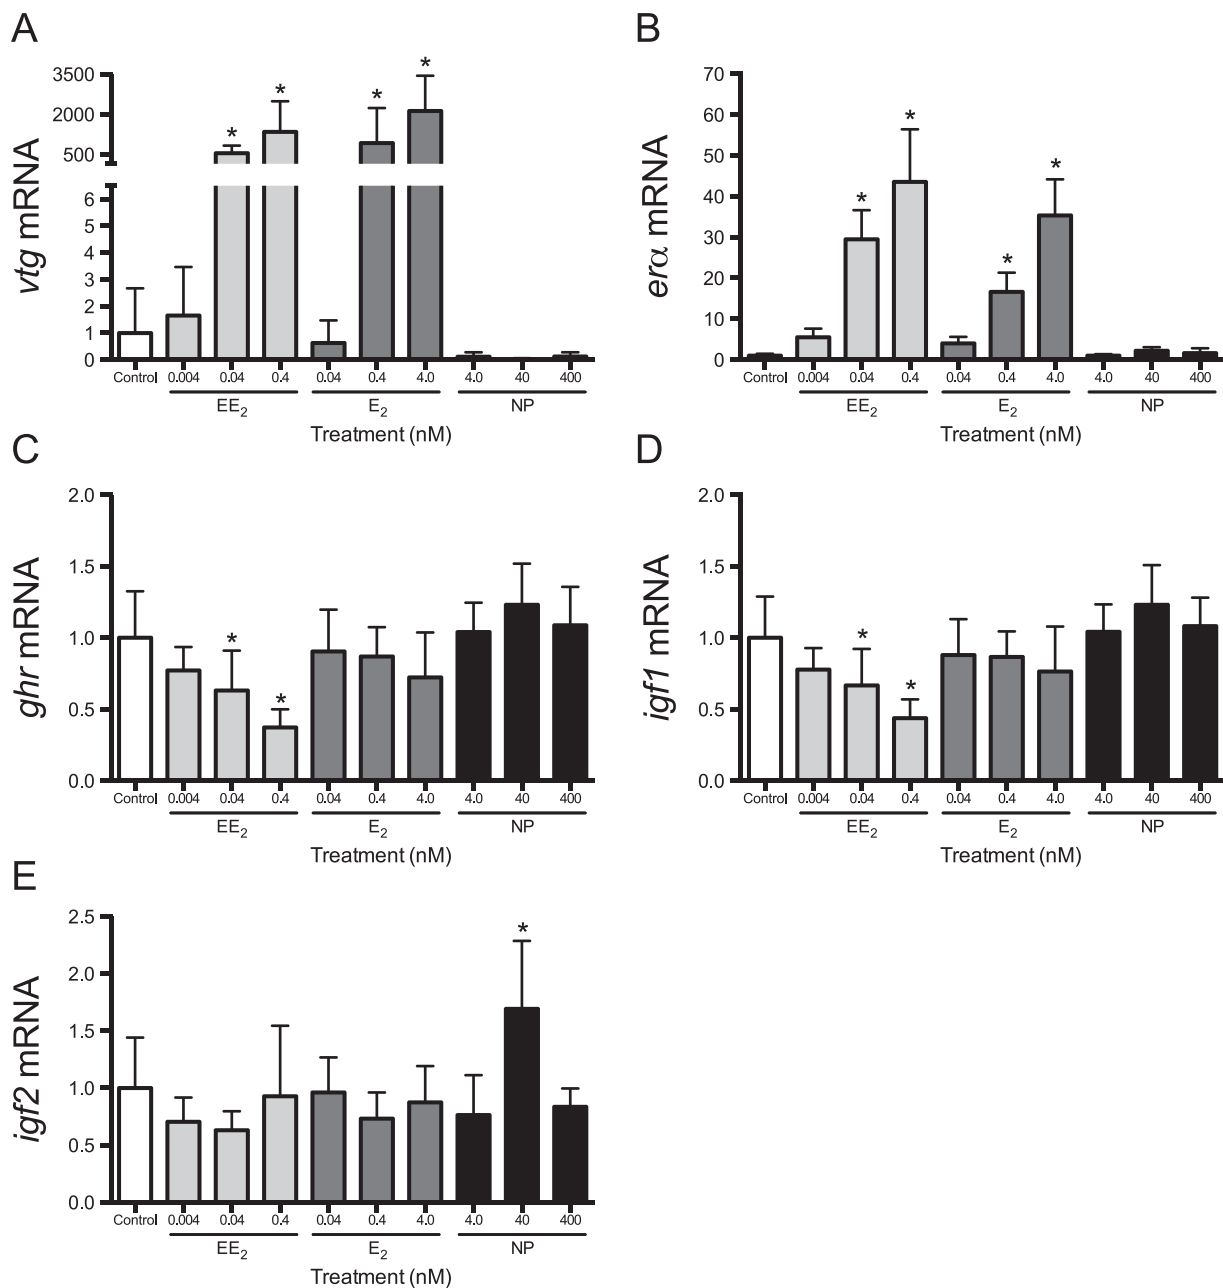 A
vtg mRNA
3500
2000
500
6
5
4
3
2
1
0
* * * *
Control 0.004 0.04 0.4 0.04 0.4 4.0 4.0 40 400
EE2 E2 NP
Treatment (nM)
B
erα mRNA
70
60
50
40
30
20
10
0
* * * *
Control 0.004 0.04 0.4 0.04 0.4 4.0 4.0 40 400
EE2 E2 NP
Treatment (nM)
C
ghr mRNA
2.0
1.5
1.0
0.5
0.0
* *
Control 0.004 0.04 0.4 0.04 0.4 4.0 4.0 40 400
EE2 E2 NP
Treatment (nM)
D
igf1 mRNA
2.0
1.5
1.0
0.5
0.0
* *
Control 0.004 0.04 0.4 0.04 0.4 4.0 4.0 40 400
EE2 E2 NP
Treatment (nM)
E
igf2 mRNA
2.5
2.0
1.5
1.0
0.5
0.0
*
Control 0.004 0.04 0.4 0.04 0.4 4.0 4.0 40 400
EE2 E2 NP
Treatment (nM)